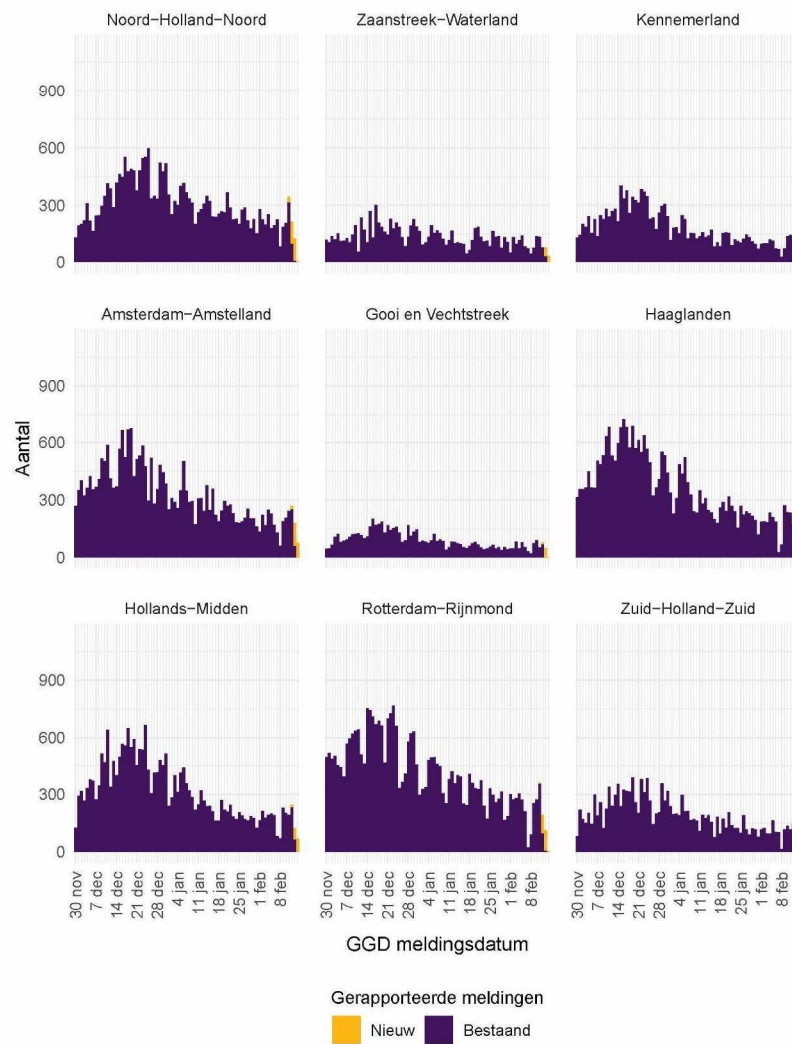 Noord-Holland-Noord Zaanstreek-Waterland Kennemerland
900
600
300
0
Amsterdam-Amstelland Gooi en Vechtstreek Haaglanden
900
600
300
0
Aantal
Hollands-Midden Rotterdam-Rijnmond Zuid-Holland-Zuid
900
600
300
0
30 nov 7 dec 14 dec 21 dec 28 dec 4 jan 11 jan 18 jan 25 jan 1 feb 8 feb 30 nov 7 dec 14 dec 21 dec 28 dec 4 jan 11 jan 18 jan 25 jan 1 feb 8 feb 30 nov 7 dec 14 dec 21 dec 28 dec 4 jan 11 jan 18 jan 25 jan 1 feb 8 feb
GGD meldingsdatum
Gerapporteerde meldingen
Nieuw Bestaand